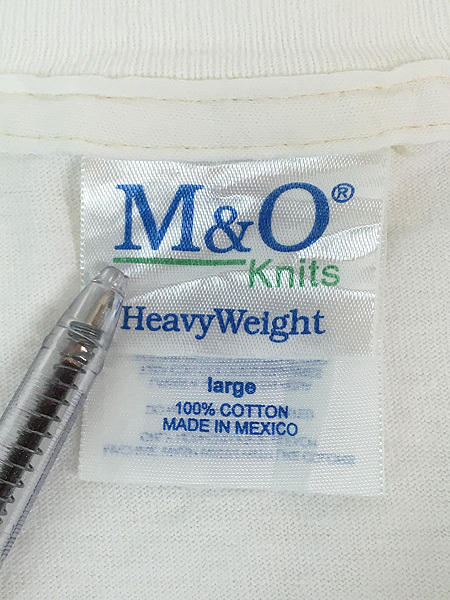 M&O®
Knits
HeavyWeight
large
100% COTTON
MADE IN MEXICO